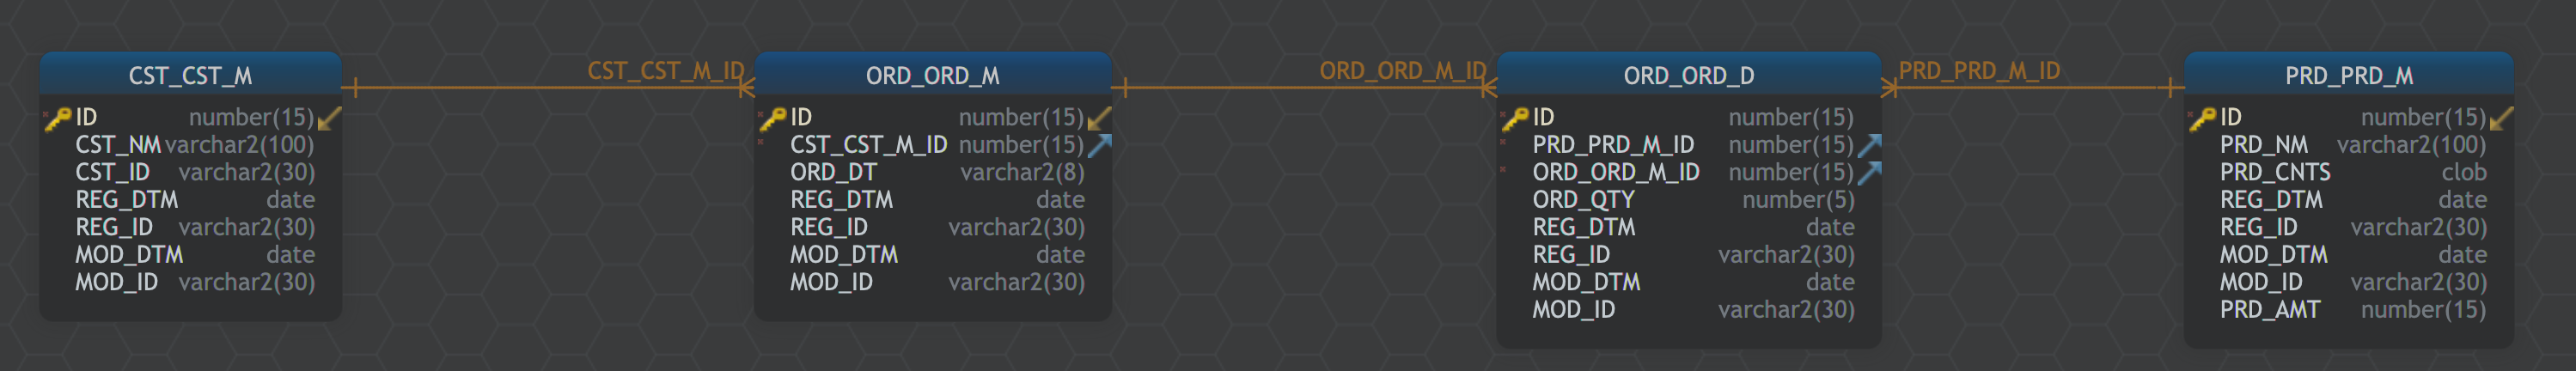 CST_CST_M
ID number(15)
CST_NM varchar2(100)
CST_ID varchar2(30)
REG_DTM date
REG_ID varchar2(30)
MOD_DTM date
MOD_ID varchar2(30)
CST_CST_M_ID
ORD_ORD_M
ID number(15)
CST_CST_M_ID number(15)
ORD_DT varchar2(8)
REG_DTM date
REG_ID varchar2(30)
MOD_DTM date
MOD_ID varchar2(30)
ORD_ORD_M_ID
ORD_ORD_D
ID number(15)
PRD_PRD_M_ID number(15)
ORD_ORD_M_ID number(15)
ORD_QTY number(5)
REG_DTM date
REG_ID varchar2(30)
MOD_DTM date
MOD_ID varchar2(30)
PRD_PRD_M_ID
PRD_PRD_M
ID number(15)
PRD_NM varchar2(100)
PRD_CNTS clob
REG_DTM date
REG_ID varchar2(30)
MOD_DTM date
MOD_ID varchar2(30)
PRD_AMT number(15)